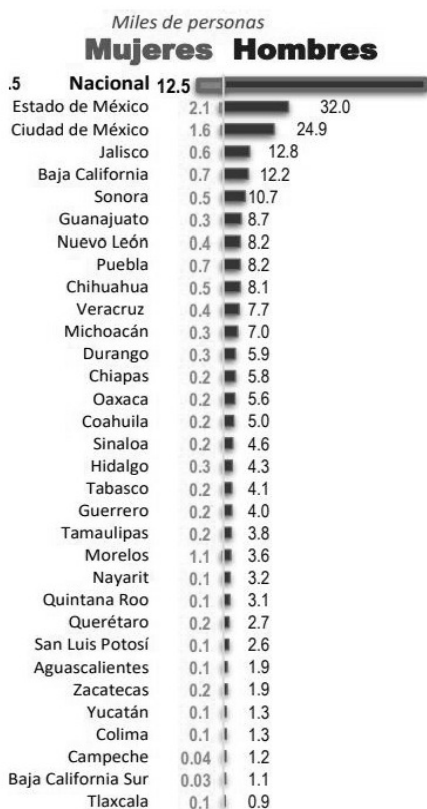 Miles de personas
Mujeres Hombres
.5 Nacional 12.5
Estado de México 2.1 32.0
Ciudad de México 1.6 24.9
Jalisco 0.6 12.8
Baja California 0.7 12.2
Sonora 0.5 10.7
Guanajuato 0.3 8.7
Nuevo León 0.4 8.2
Puebla 0.7 8.2
Chihuahua 0.5 8.1
Veracruz 0.4 7.7
Michoacán 0.3 7.0
Durango 0.3 5.9
Chiapas 0.2 5.8
Oaxaca 0.2 5.6
Coahuila 0.2 5.0
Sinaloa 0.2 4.6
Hidalgo 0.3 4.3
Tabasco 0.2 4.1
Guerrero 0.2 4.0
Tamaulipas 0.2 3.8
Morelos 1.1 3.6
Nayarit 0.1 3.2
Quintana Roo 0.1 3.1
Querétaro 0.2 2.7
San Luis Potosí 0.1 2.6
Aguascalientes 0.1 1.9
Zacatecas 0.2 1.9
Yucatán 0.1 1.3
Colima 0.1 1.3
Campeche 0.04 1.2
Baja California Sur 0.03 1.1
Tlaxcala 0.1 0.9